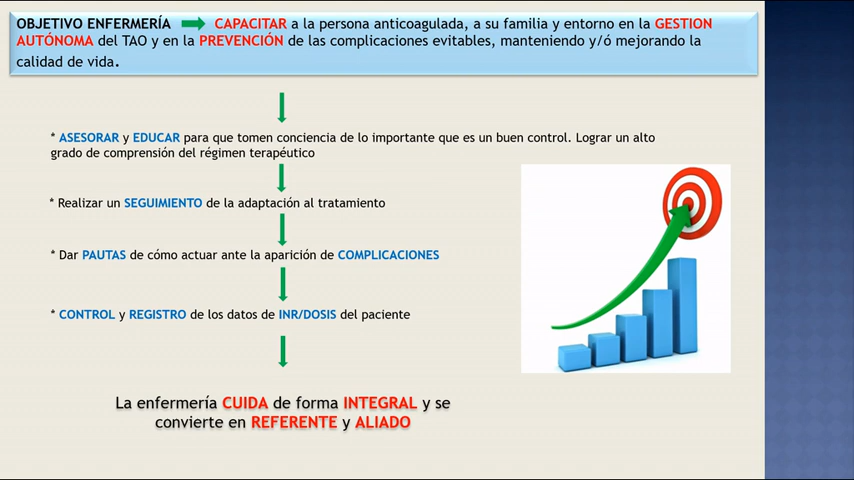 OBJETIVO ENFERMERÍA CAPACITAR a la persona anticoagulada, a su familia y entorno en la GESTION
AUTÓNOMA del TAO y en la PREVENCIÓN de las complicaciones evitables, manteniendo y/ó mejorando la
calidad de vida.
* ASESORAR y EDUCAR para que tomen conciencia de lo importante que es un buen control. Lograr un alto
grado de comprensión del régimen terapéutico
* Realizar un SEGUIMIENTO de la adaptación al tratamiento
* Dar PAUTAS de cómo actuar ante la aparición de COMPLICACIONES
* CONTROL y REGISTRO de los datos de INR/DOSIS del paciente
La enfermería CUIDA de forma INTEGRAL y se
convierte en REFERENTE y ALIADO